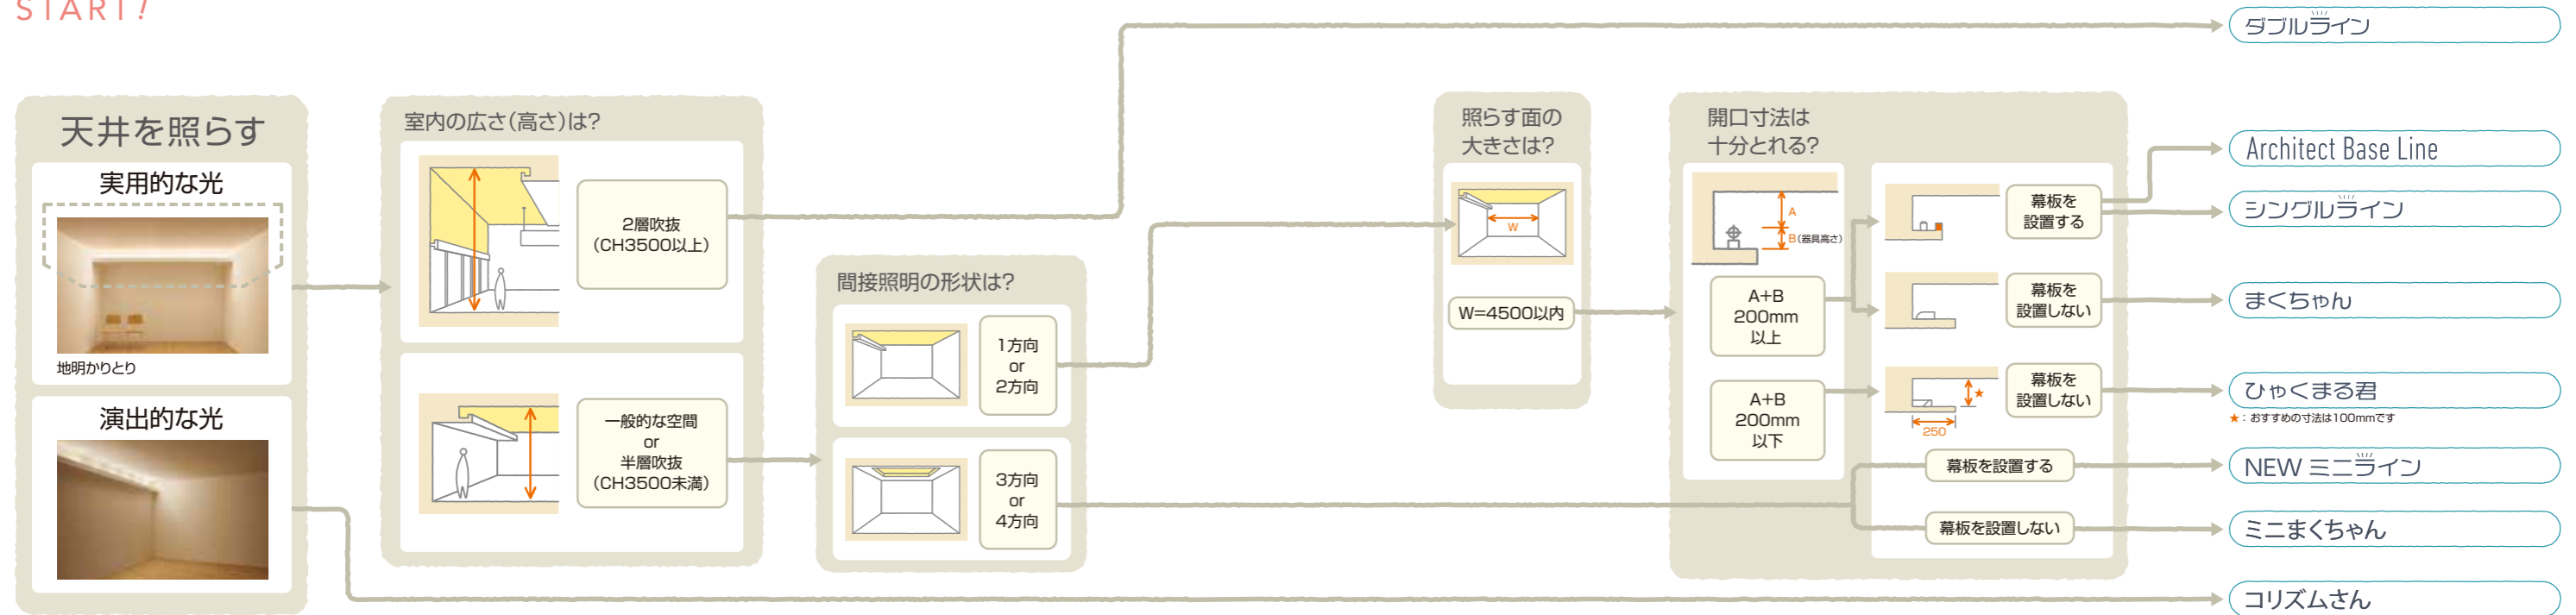 START!
天井を照らす
実用的な光
地明かりとり
演出的な光
室内の広さ(高さ)は?
2層吹抜
(CH3500以上)
一般的な空間
or
半層吹抜
(CH3500未満)
間接照明の形状は?
1方向
or
2方向
3方向
or
4方向
照らす面の
大きさは?
W
W=4500以内
開口寸法は
十分とれる?
A
B(器具高さ)
A+B
200mm
以上
A+B
200mm
以下
幕板を
設置する
幕板を
設置しない
★
250
幕板を
設置しない
幕板を設置する
幕板を設置しない
ダブルライン
Architect Base Line
シングルライン
まくちゃん
ひゃくまる君
★:おすすめの寸法は100mmです
NEW ミニライン
ミニまくちゃん
コリズムさん